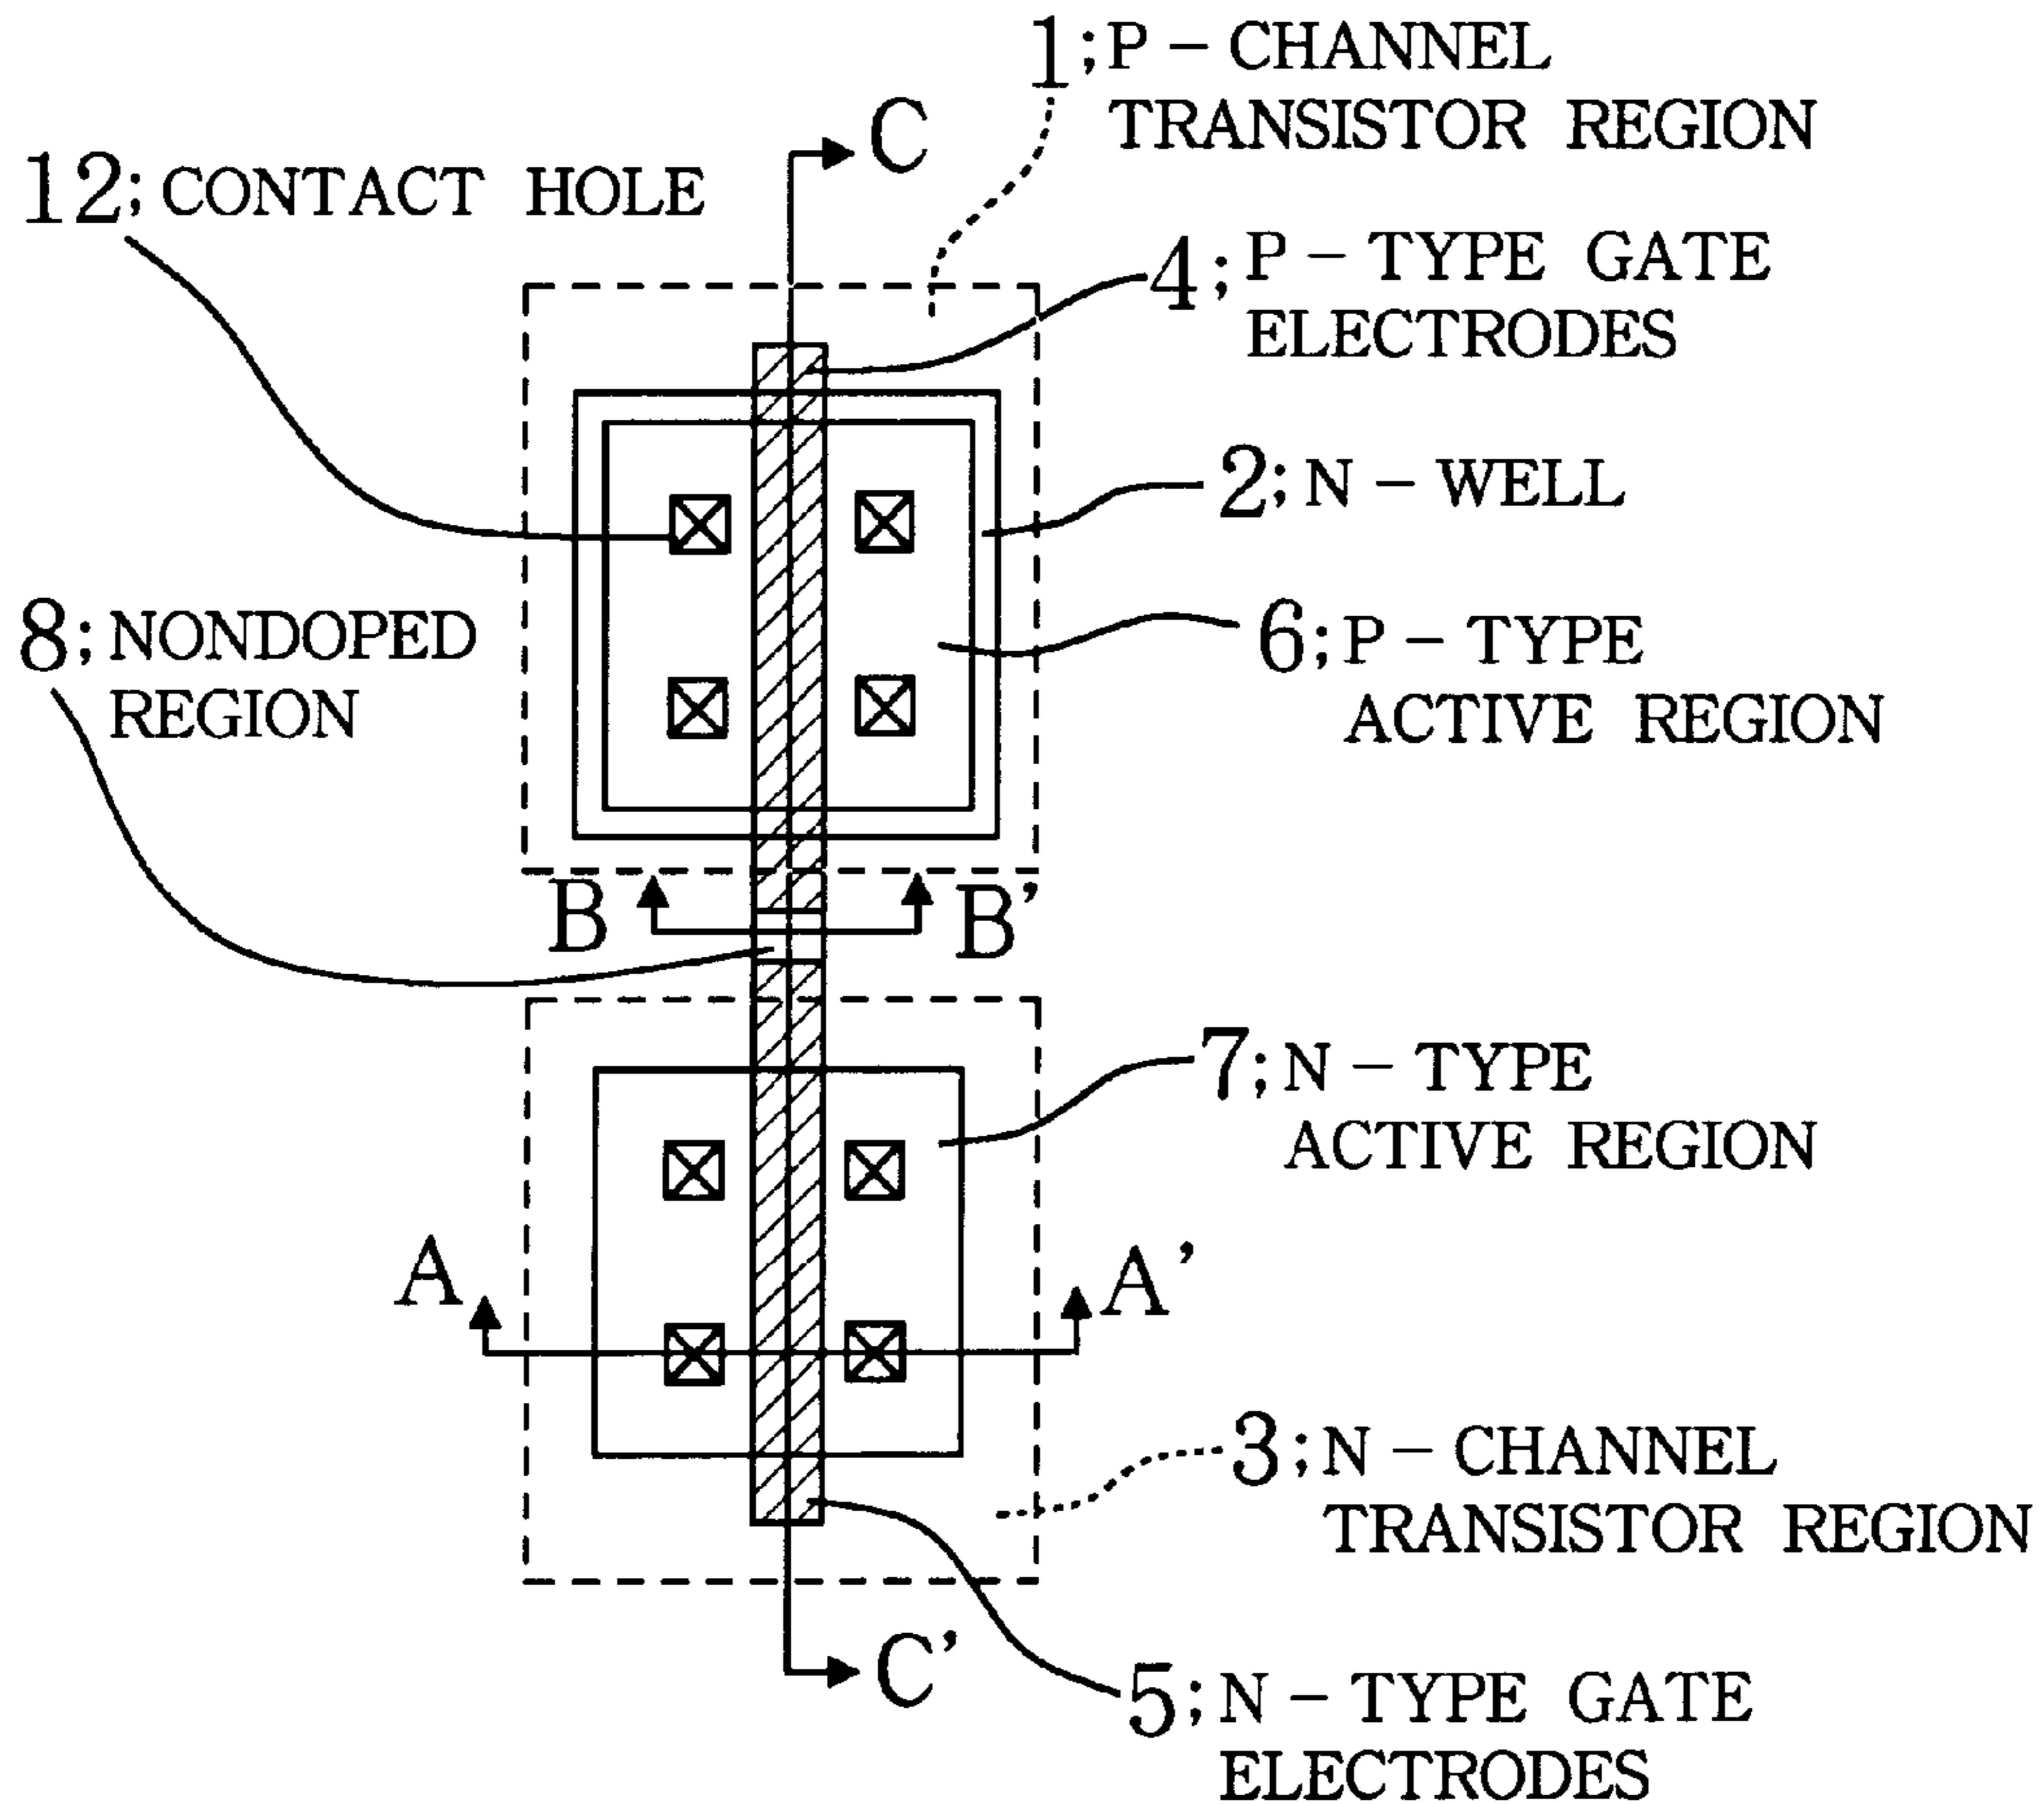 1; P – CHANNEL
TRANSISTOR REGION
C
12; CONTACT HOLE
4; P – TYPE GATE
ELECTRODES
2; N – WELL
8; NONDOPED
REGION
6; P – TYPE
ACTIVE REGION
B
B'
7; N – TYPE
ACTIVE REGION
A
A'
3; N – CHANNEL
TRANSISTOR REGION
C'
5; N – TYPE GATE
ELECTRODES